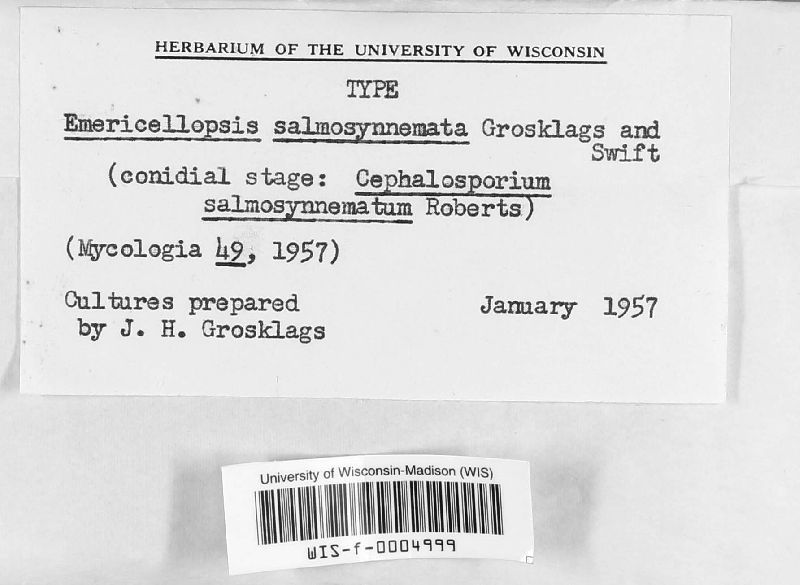 HERBARIUM OF THE UNIVERSITY OF WISCONSIN
TYPE
Emericellopsis salmosynnemata Grosklags and
Swift
(conidial stage: Cephalosporium
salmosynnematum Roberts)
(Mycologia 49, 1957)
Cultures prepared January 1957
by J. H. Grosklags
University of Wisconsin-Madison (WIS)
WIS-f-0004999